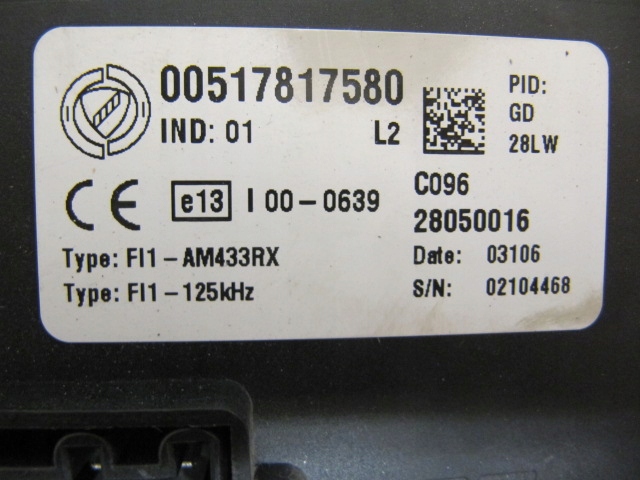 00517817580
IND: 01 L2
PID:
GD
28LW
CE e13 I 00-0639
C096
28050016
Type: FI1-AM433RX
Date: 03106
Type: FI1-125kHz
S/N: 02104468